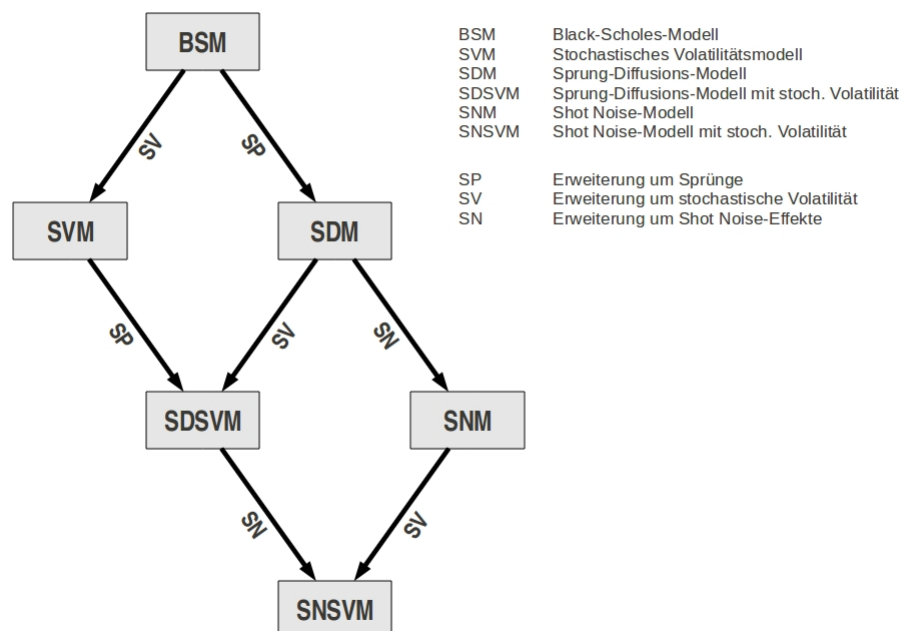 BSM
SV
SP
SVM
SDM
SP
SV
SN
SDSVM
SNM
SN
SV
SNSVM
BSM Black-Scholes-Modell
SVM Stochastisches Volatilitätsmodell
SDM Sprung-Diffusions-Modell
SDSVM Sprung-Diffusions-Modell mit stoch. Volatilität
SNM Shot Noise-Modell
SNSVM Shot Noise-Modell mit stoch. Volatilität
SP Erweiterung um Sprünge
SV Erweiterung um stochastische Volatilität
SN Erweiterung um Shot Noise-Effekte